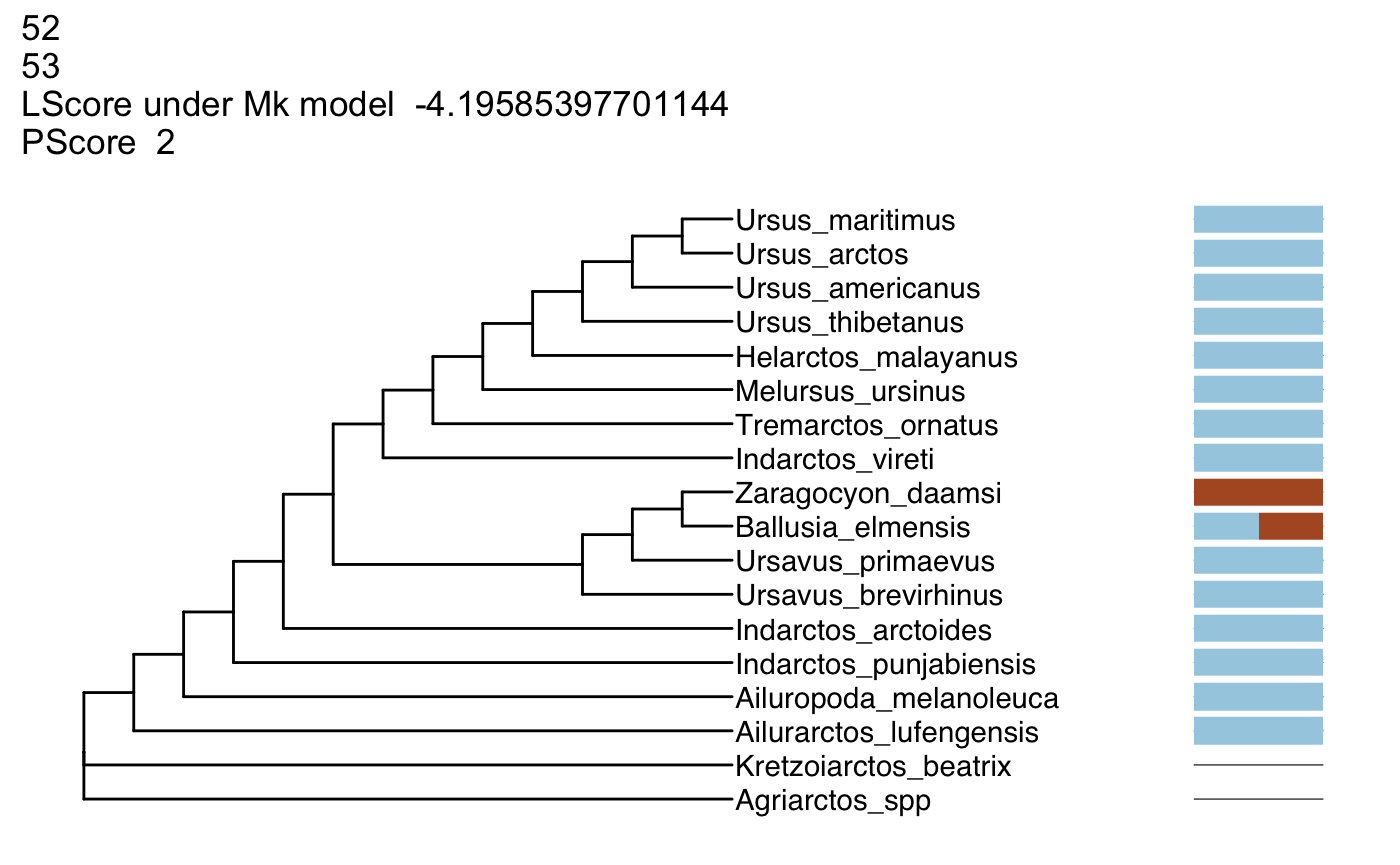 52
53
LScore under Mk model -4.19585397701144
PScore 2
Ursus_maritimus
Ursus_arctos
Ursus_americanus
Ursus_thibetanus
Helarctos_malayanus
Melursus_ursinus
Tremarctos_ornatus
Indarctos_vireti
Zaragocyon_daamsi
Ballusia_elmensis
Ursavus_primaevus
Ursavus_brevirhinus
Indarctos_arctoides
Indarctos_punjabiensis
Ailuropoda_melanoleuca
Ailurarctos_lufengensis
Kretzoiarctos_beatrix
Agriarctos_spp